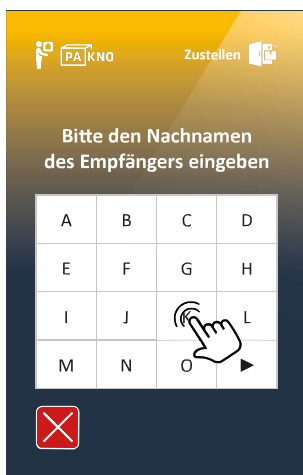 PAKNO
Zustellen
Bitte den Nachnamen
des Empfängers eingeben
A B C D
E F G H
I J K L
M N O